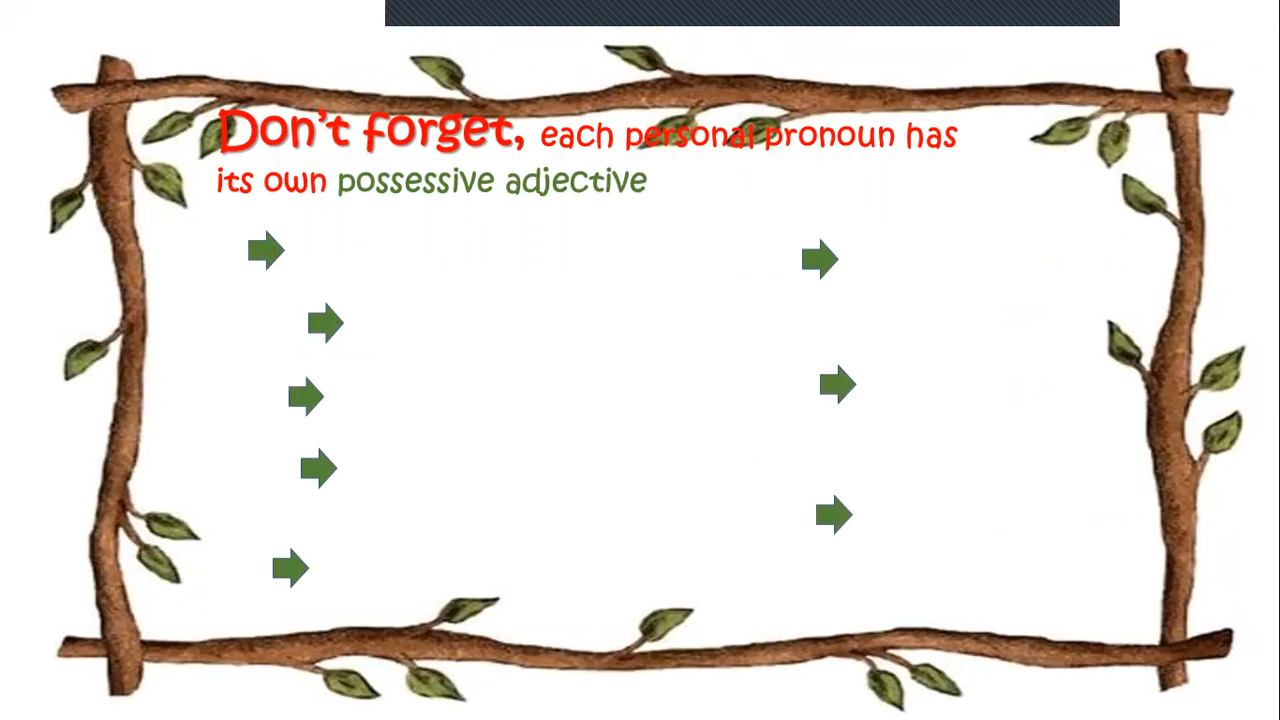 Don't forget, each personal pronoun has
its own possessive adjective